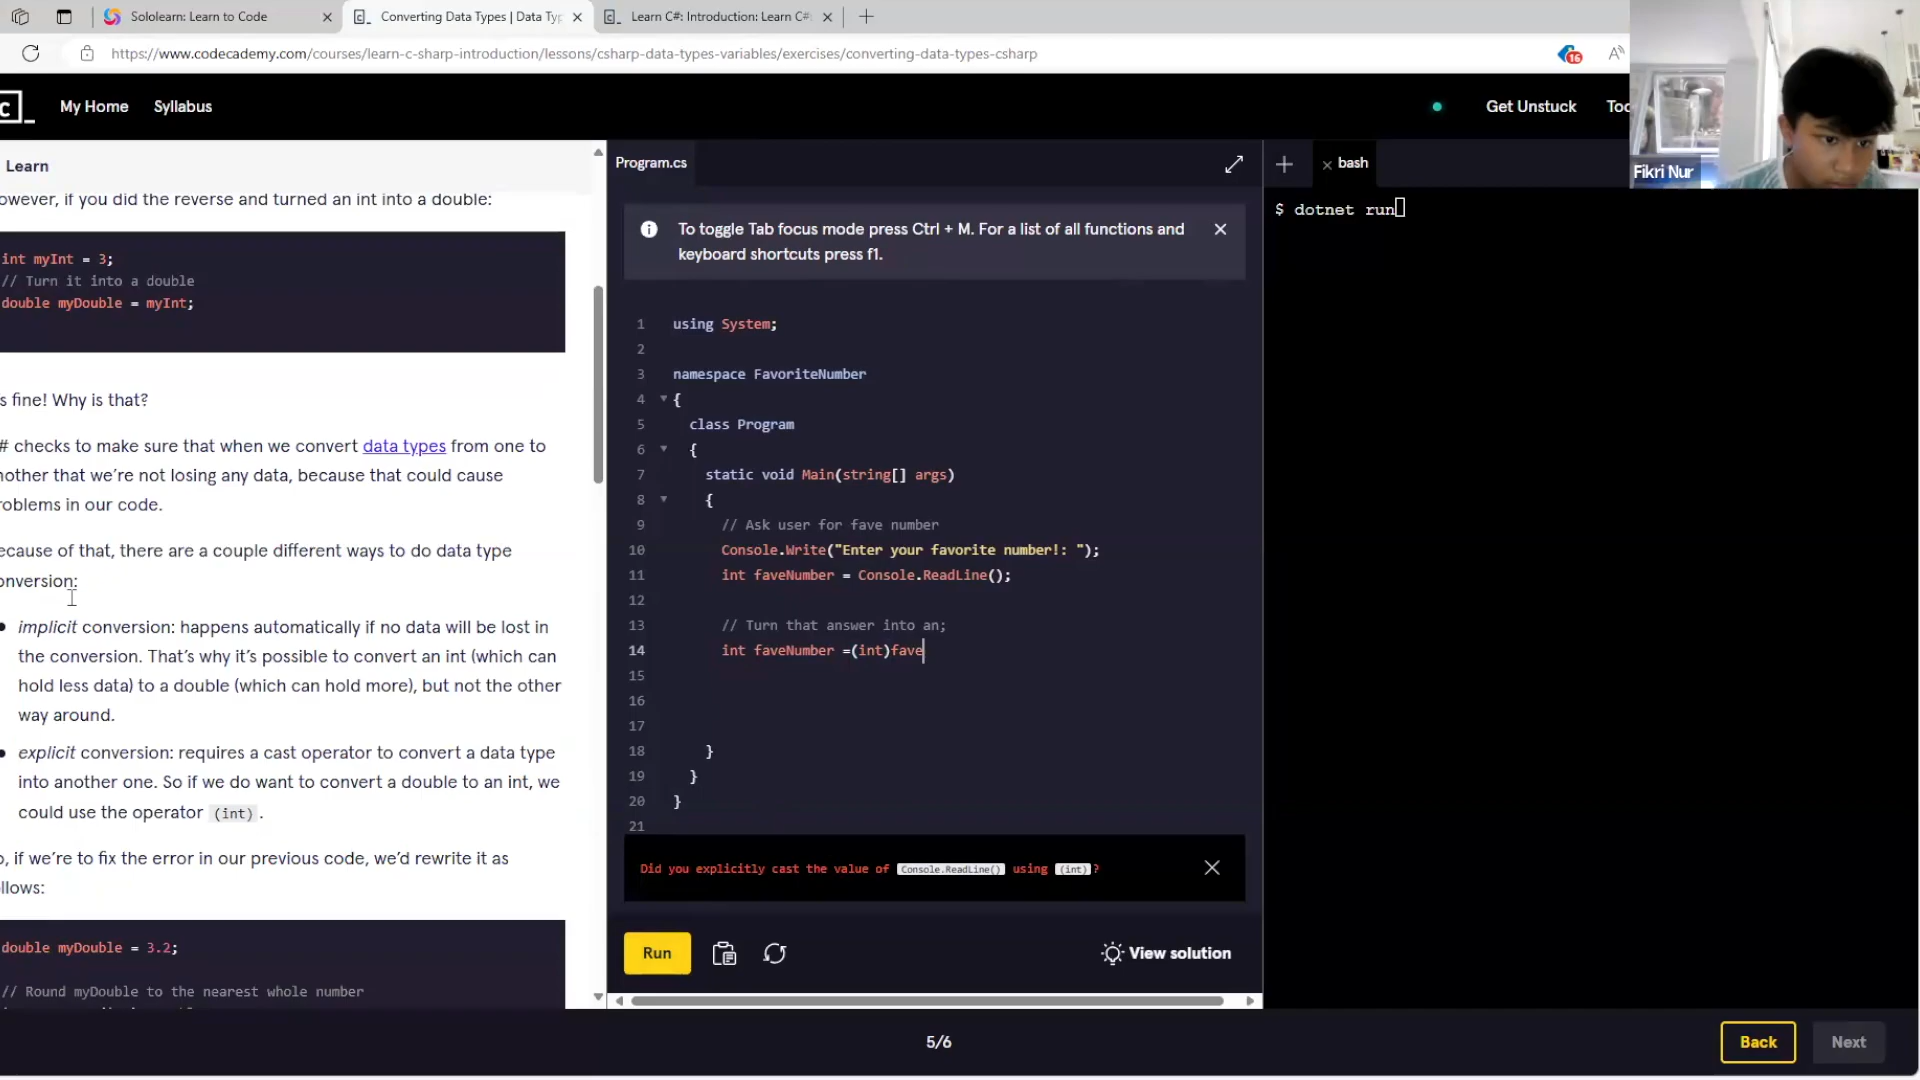 Sololearn: Learn to Code
Converting Data Types | Data Typ
Learn C#: Introduction: Learn C#:
https://www.codecademy.com/courses/learn-c-sharp-introduction/lessons/csharp-data-types-variables/exercises/converting-data-types-csharp
16
c_
My Home
Syllabus
Get Unstuck
Too
Fikri Nur
Learn
owever, if you did the reverse and turned an int into a double:
int myInt = 3;
// Turn it into a double
double myDouble = myInt;
s fine! Why is that?
# checks to make sure that when we convert data types from one to
nother that we're not losing any data, because that could cause
roblems in our code.
ecause of that, there are a couple different ways to do data type
onversion:
implicit conversion: happens automatically if no data will be lost in
the conversion. That's why it's possible to convert an int (which can
hold less data) to a double (which can hold more), but not the other
way around.
explicit conversion: requires a cast operator to convert a data type
into another one. So if we do want to convert a double to an int, we
could use the operator (int).
o, if we're to fix the error in our previous code, we'd rewrite it as
llows:
double myDouble = 3.2;
// Round myDouble to the nearest whole number
Program.cs
To toggle Tab focus mode press Ctrl + M. For a list of all functions and
keyboard shortcuts press f1.
1 using System;
2
3 namespace FavoriteNumber
4 {
5 class Program
6 {
7 static void Main(string[] args)
8 {
9 // Ask user for fave number
10 Console.Write("Enter your favorite number!: ");
11 int faveNumber = Console.ReadLine();
12
13 // Turn that answer into an;
14 int faveNumber =(int)fave
15
16
17
18 }
19 }
20 }
21
Did you explicitly cast the value of Console.ReadLine() using (int)?
Run
View solution
bash
$ dotnet run
5/6
Back
Next